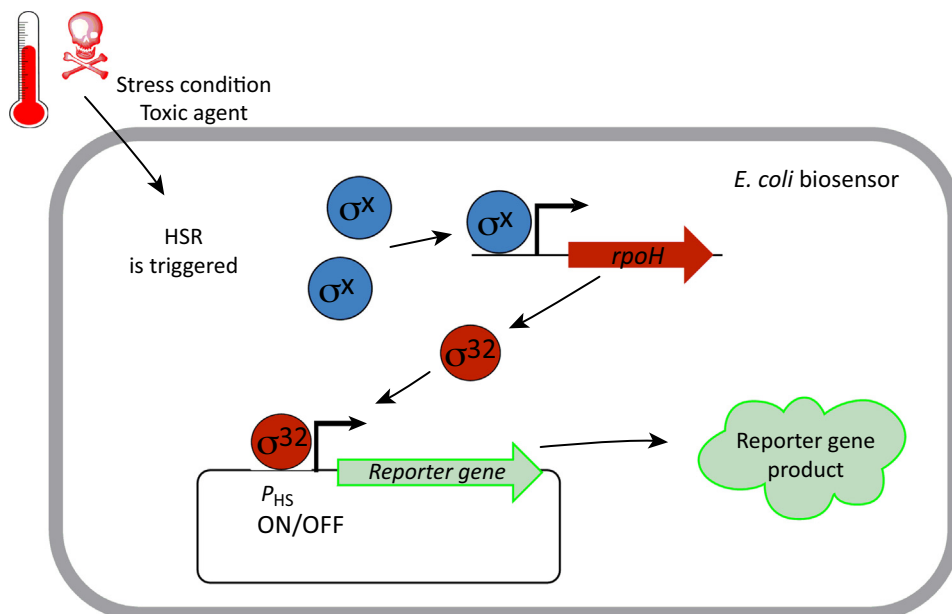 Stress condition
Toxic agent
E. coli biosensor
HSR
is triggered
σˣ
σˣ
σˣ
rpoH
σ³²
σ³²
Reporter gene
P_HS
ON/OFF
Reporter gene
product